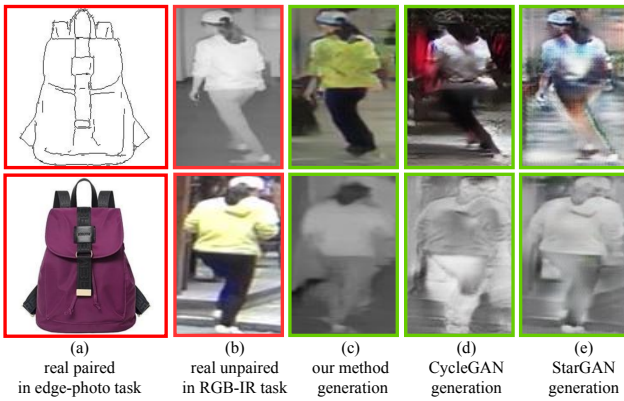 (a)
real paired
in edge-photo task
(b)
real unpaired
in RGB-IR task
(c)
our method
generation
(d)
CycleGAN
generation
(e)
StarGAN
generation